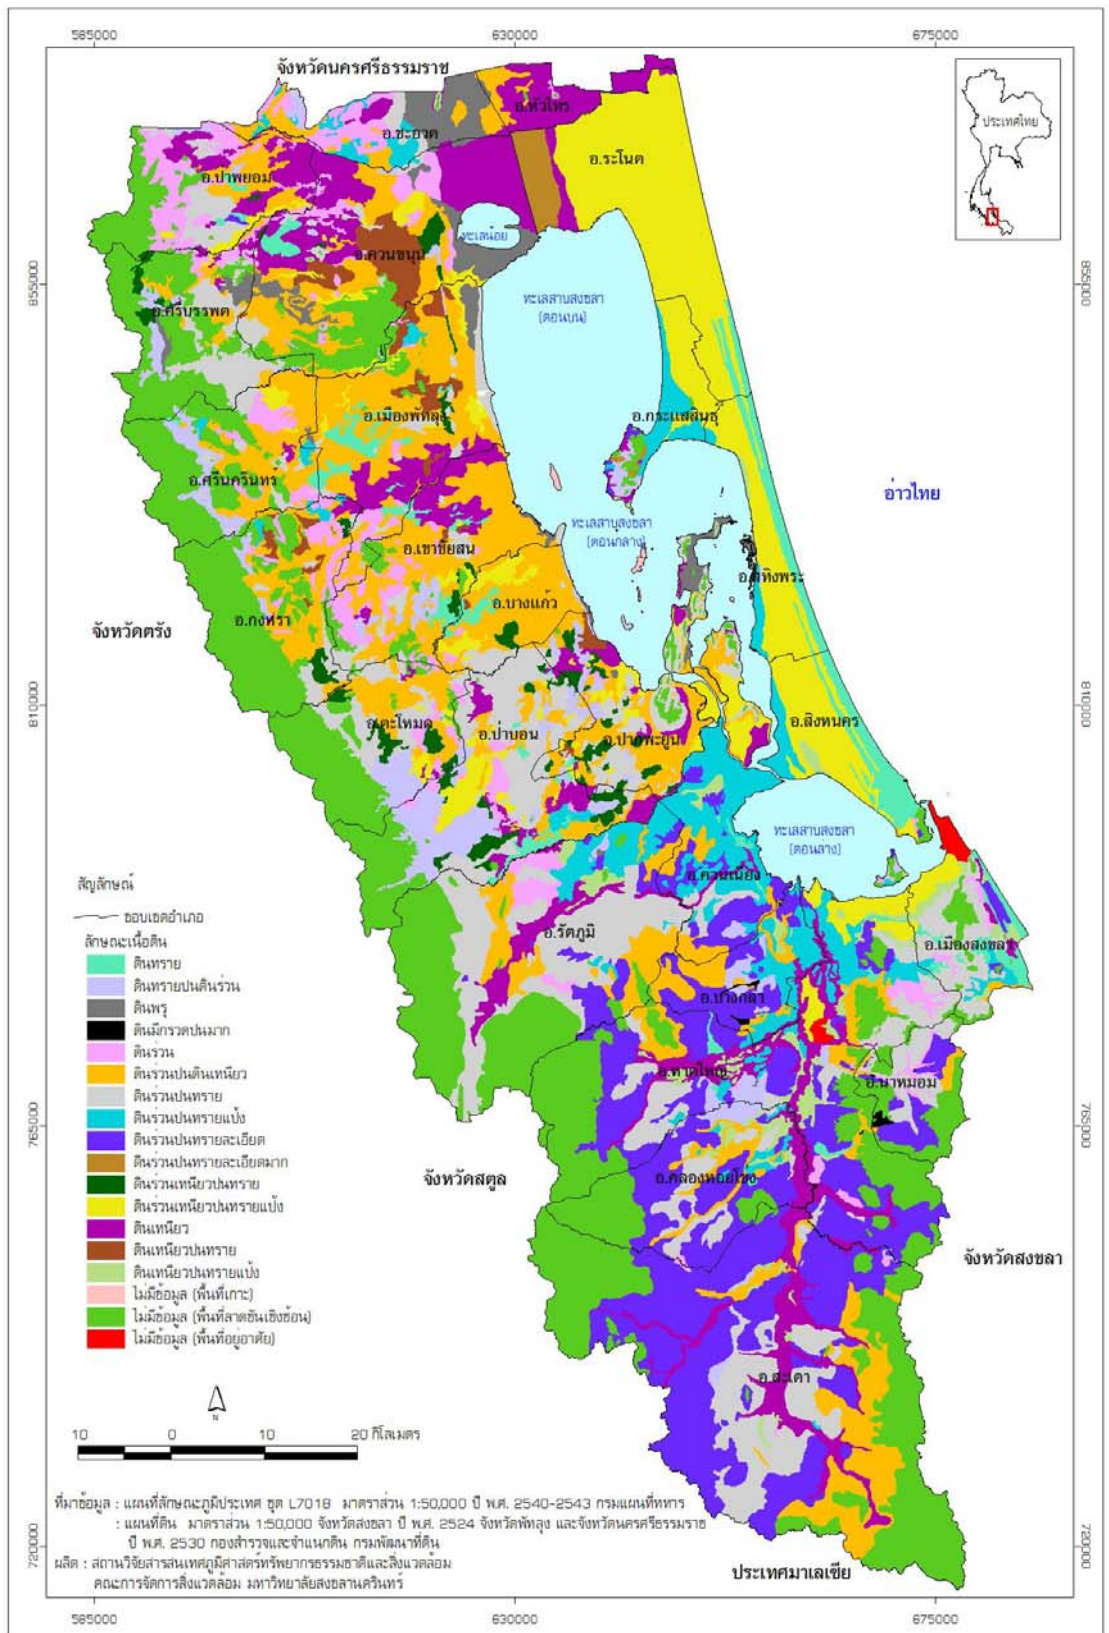 585000
630000
675000
จังหวัดนครศรีธรรมราช
ประเทศไทย
อ.หัวไทร
อ.ชะอวด
อ.ระโนด
อ.ป่าพยอม
ทะเลน้อย
อ.ควนขนุน
855000
855000
ทะเลสาบสงขลา
(ตอนบน)
อ.ศรีบรรพต
อ.เมืองพัทลุง
อ.กระแสสินธุ์
อ.ศรีนครินทร์
อ่าวไทย
ทะเลสาบสงขลา
(ตอนกลาง)
อ.เขาชัยสน
อ.สทิงพระ
อ.บางแก้ว
อ.กงหรา
จังหวัดตรัง
810000
810000
อ.ตะโหมด
อ.ป่าบอน
อ.ปากพะยูน
อ.สิงหนคร
ทะเลสาบสงขลา
(ตอนล่าง)
อ.ควนเนียง
อ.รัตภูมิ
อ.เมืองสงขลา
อ.บางกล่ำ
อ.หาดใหญ่
อ.นาหม่อม
765000
765000
จังหวัดสตูล
อ.คลองหอยโข่ง
จังหวัดสงขลา
อ.สะเดา
สัญลักษณ์
ขอบเขตอำเภอ
ลักษณะเนื้อดิน
ดินทราย
ดินทรายปนดินร่วน
ดินพรุ
ดินมีกรวดปนมาก
ดินร่วน
ดินร่วนปนดินเหนียว
ดินร่วนปนทราย
ดินร่วนปนทรายแป้ง
ดินร่วนปนทรายละเอียด
ดินร่วนปนทรายละเอียดมาก
ดินร่วนเหนียวปนทราย
ดินร่วนเหนียวปนทรายแป้ง
ดินเหนียว
ดินเหนียวปนทราย
ดินเหนียวปนทรายแป้ง
ไม่มีข้อมูล (พื้นที่เกาะ)
ไม่มีข้อมูล (พื้นที่ลาดชันเชิงซ้อน)
ไม่มีข้อมูล (พื้นที่อยู่อาศัย)
N
10 0 10 20 กิโลเมตร
ที่มาข้อมูล : แผนที่ลักษณะภูมิประเทศ ชุด L7018 มาตราส่วน 1:50,000 ปี พ.ศ. 2540-2543 กรมแผนที่ทหาร
: แผนที่ดิน มาตราส่วน 1:50,000 จังหวัดสงขลา ปี พ.ศ. 2524 จังหวัดพัทลุง และจังหวัดนครศรีธรรมราช
ปี พ.ศ. 2530 กองสำรวจและจำแนกดิน กรมพัฒนาที่ดิน
ผลิต : สถานวิจัยสารสนเทศภูมิศาสตร์ทรัพยากรธรรมชาติและสิ่งแวดล้อม
คณะการจัดการสิ่งแวดล้อม มหาวิทยาลัยสงขลานครินทร์
720000
720000
ประเทศมาเลเซีย
585000
630000
675000